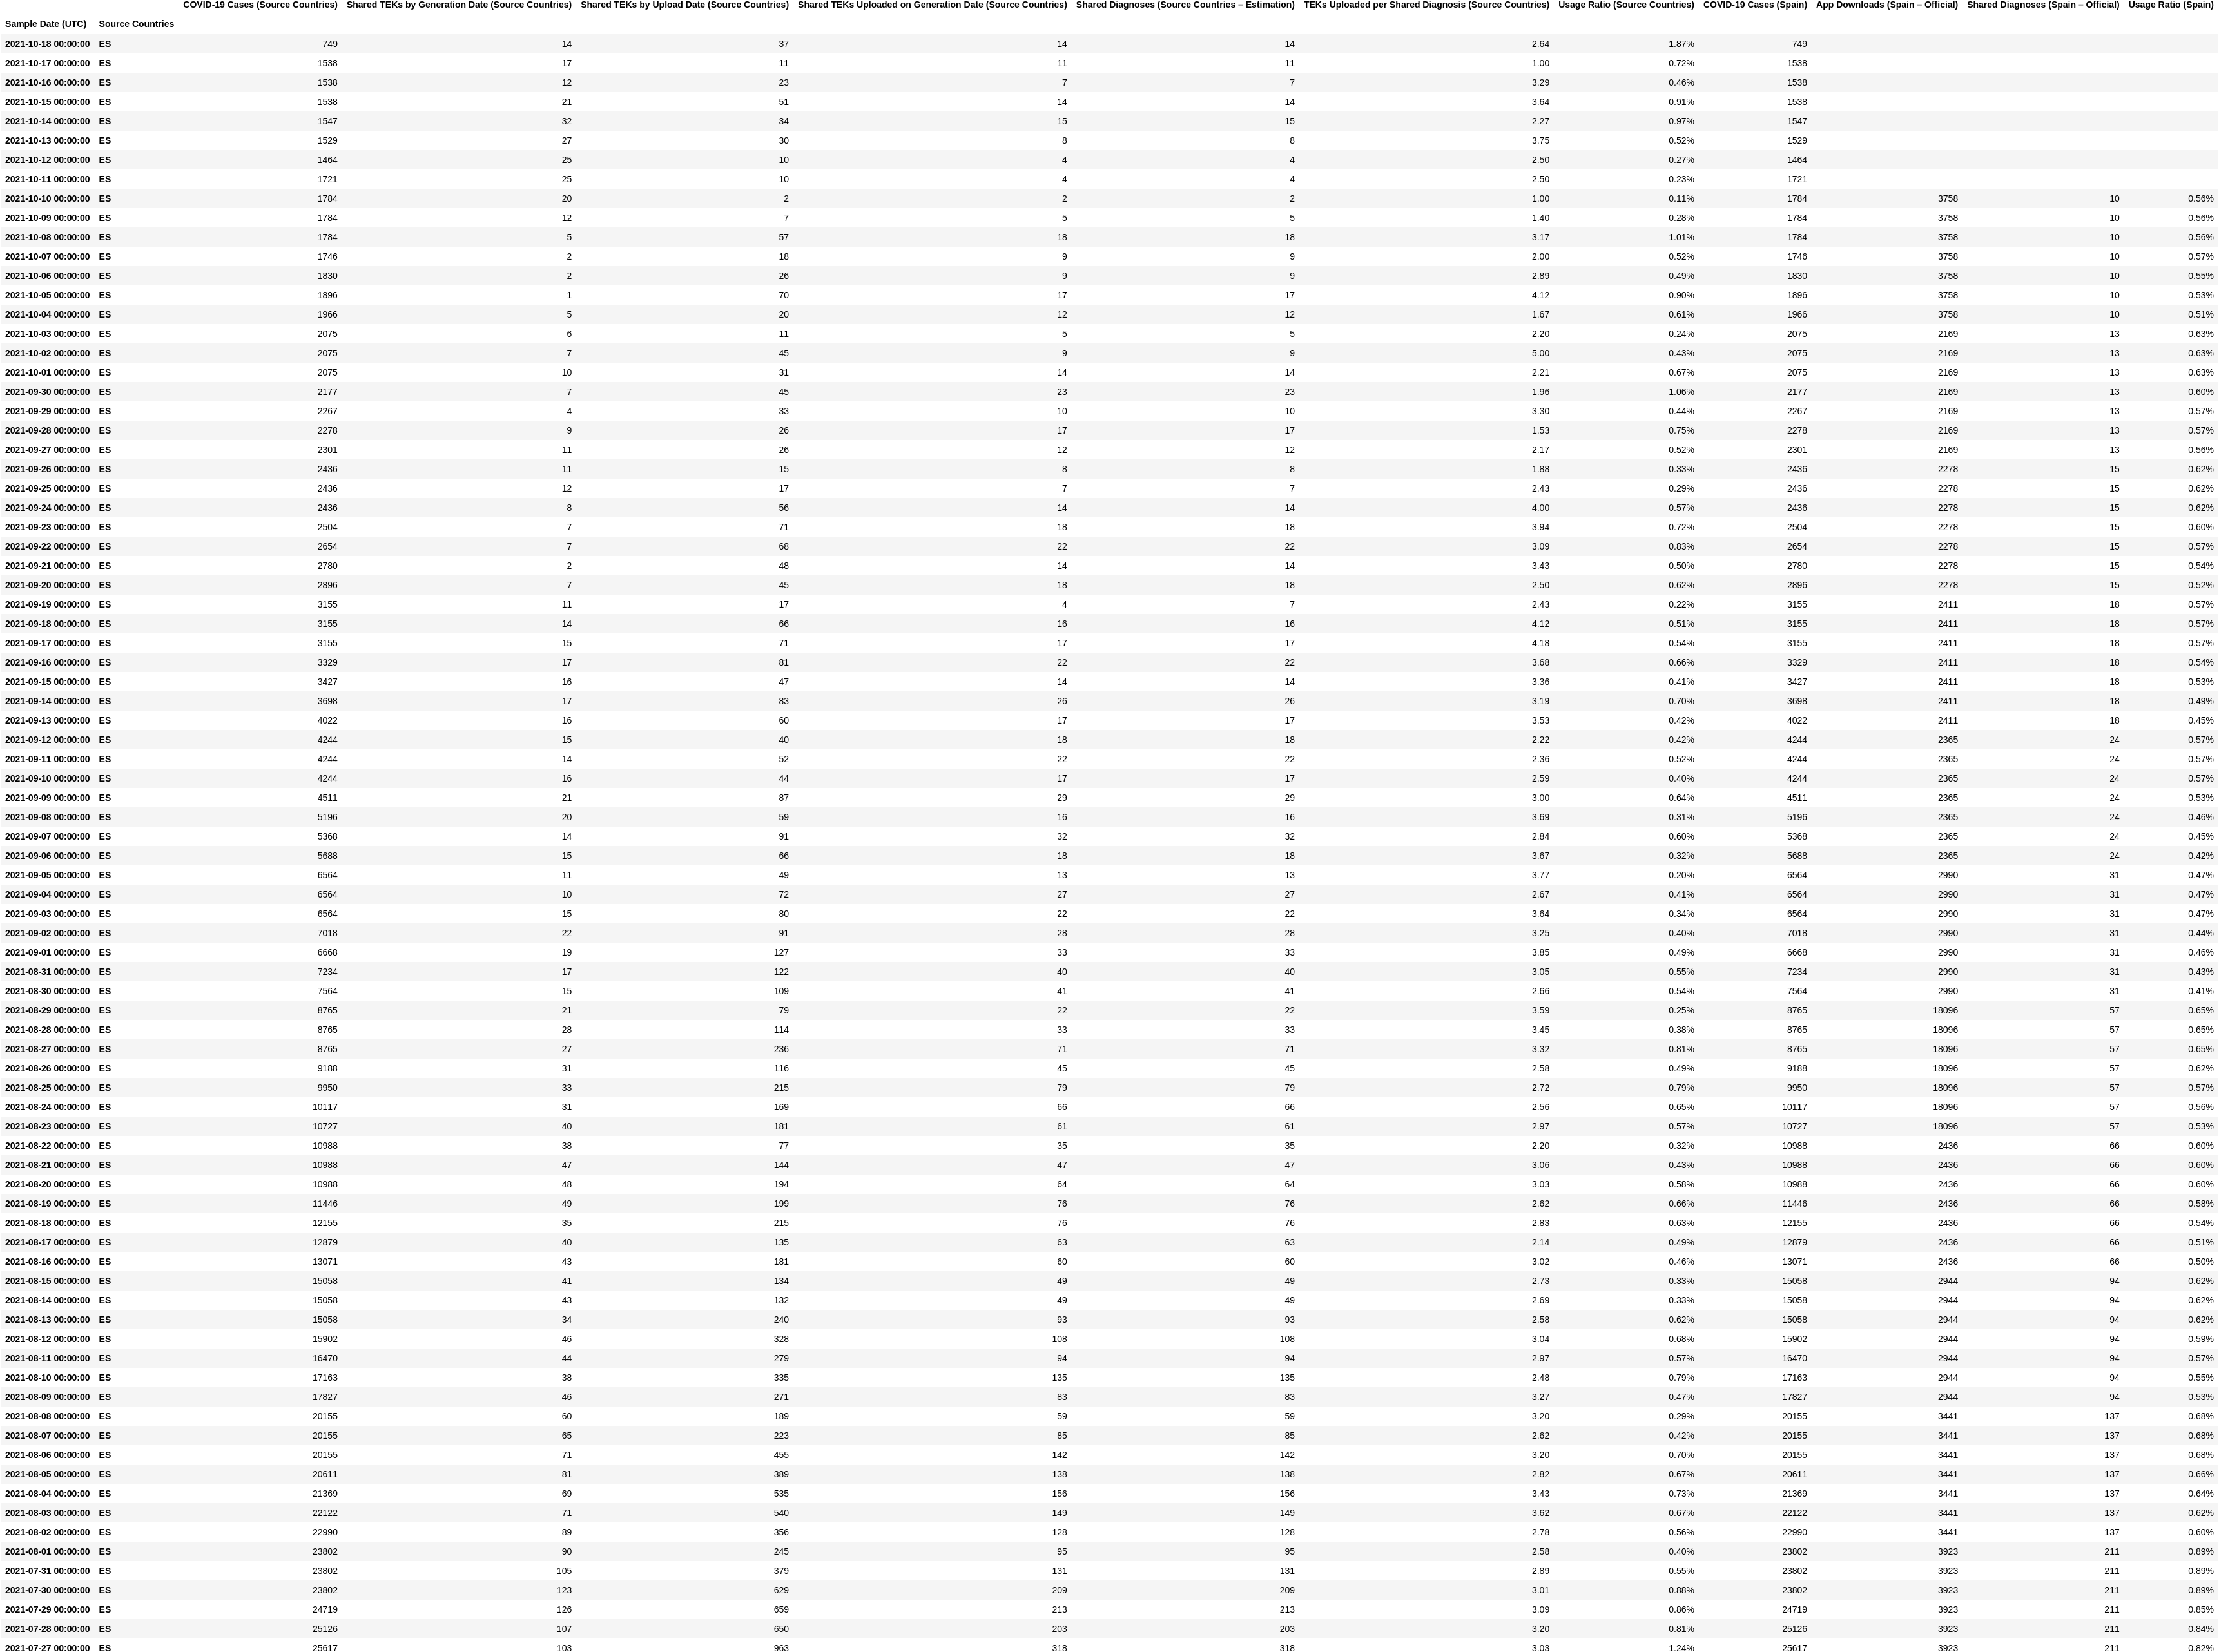 COVID-19 Cases (Source Countries) Shared TEKs by Generation Date (Source Countries) Shared TEKs by Upload Date (Source Countries) Shared TEKs Uploaded on Generation Date (Source Countries) Shared Diagnoses (Source Countries – Estimation) TEKs Uploaded per Shared Diagnosis (Source Countries) Usage Ratio (Source Countries) COVID-19 Cases (Spain) App Downloads (Spain – Official) Shared Diagnoses (Spain – Official) Usage Ratio (Spain)
Sample Date (UTC) Source Countries
2021-10-18 00:00:00 ES 749 14 37 14 14 2.64 1.87% 749
2021-10-17 00:00:00 ES 1538 17 11 11 11 1.00 0.72% 1538
2021-10-16 00:00:00 ES 1538 12 23 7 7 3.29 0.46% 1538
2021-10-15 00:00:00 ES 1538 21 51 14 14 3.64 0.91% 1538
2021-10-14 00:00:00 ES 1547 32 34 15 15 2.27 0.97% 1547
2021-10-13 00:00:00 ES 1529 27 30 8 8 3.75 0.52% 1529
2021-10-12 00:00:00 ES 1464 25 10 4 4 2.50 0.27% 1464
2021-10-11 00:00:00 ES 1721 25 10 4 4 2.50 0.23% 1721
2021-10-10 00:00:00 ES 1784 20 2 2 2 1.00 0.11% 1784 3758 10 0.56%
2021-10-09 00:00:00 ES 1784 12 7 5 5 1.40 0.28% 1784 3758 10 0.56%
2021-10-08 00:00:00 ES 1784 5 57 18 18 3.17 1.01% 1784 3758 10 0.56%
2021-10-07 00:00:00 ES 1746 2 18 9 9 2.00 0.52% 1746 3758 10 0.57%
2021-10-06 00:00:00 ES 1830 2 26 9 9 2.89 0.49% 1830 3758 10 0.55%
2021-10-05 00:00:00 ES 1896 1 70 17 17 4.12 0.90% 1896 3758 10 0.53%
2021-10-04 00:00:00 ES 1966 5 20 12 12 1.67 0.61% 1966 3758 10 0.51%
2021-10-03 00:00:00 ES 2075 6 11 5 5 2.20 0.24% 2075 2169 13 0.63%
2021-10-02 00:00:00 ES 2075 7 45 9 9 5.00 0.43% 2075 2169 13 0.63%
2021-10-01 00:00:00 ES 2075 10 31 14 14 2.21 0.67% 2075 2169 13 0.63%
2021-09-30 00:00:00 ES 2177 7 45 23 23 1.96 1.06% 2177 2169 13 0.60%
2021-09-29 00:00:00 ES 2267 4 33 10 10 3.30 0.44% 2267 2169 13 0.57%
2021-09-28 00:00:00 ES 2278 9 26 17 17 1.53 0.75% 2278 2169 13 0.57%
2021-09-27 00:00:00 ES 2301 11 26 12 12 2.17 0.52% 2301 2169 13 0.56%
2021-09-26 00:00:00 ES 2436 11 15 8 8 1.88 0.33% 2436 2278 15 0.62%
2021-09-25 00:00:00 ES 2436 12 17 7 7 2.43 0.29% 2436 2278 15 0.62%
2021-09-24 00:00:00 ES 2436 8 56 14 14 4.00 0.57% 2436 2278 15 0.62%
2021-09-23 00:00:00 ES 2504 7 71 18 18 3.94 0.72% 2504 2278 15 0.60%
2021-09-22 00:00:00 ES 2654 7 68 22 22 3.09 0.83% 2654 2278 15 0.57%
2021-09-21 00:00:00 ES 2780 2 48 14 14 3.43 0.50% 2780 2278 15 0.54%
2021-09-20 00:00:00 ES 2896 7 45 18 18 2.50 0.62% 2896 2278 15 0.52%
2021-09-19 00:00:00 ES 3155 11 17 4 7 2.43 0.22% 3155 2411 18 0.57%
2021-09-18 00:00:00 ES 3155 14 66 16 16 4.12 0.51% 3155 2411 18 0.57%
2021-09-17 00:00:00 ES 3155 15 71 17 17 4.18 0.54% 3155 2411 18 0.57%
2021-09-16 00:00:00 ES 3329 17 81 22 22 3.68 0.66% 3329 2411 18 0.54%
2021-09-15 00:00:00 ES 3427 16 47 14 14 3.36 0.41% 3427 2411 18 0.53%
2021-09-14 00:00:00 ES 3698 17 83 26 26 3.19 0.70% 3698 2411 18 0.49%
2021-09-13 00:00:00 ES 4022 16 60 17 17 3.53 0.42% 4022 2411 18 0.45%
2021-09-12 00:00:00 ES 4244 15 40 18 18 2.22 0.42% 4244 2365 24 0.57%
2021-09-11 00:00:00 ES 4244 14 52 22 22 2.36 0.52% 4244 2365 24 0.57%
2021-09-10 00:00:00 ES 4244 16 44 17 17 2.59 0.40% 4244 2365 24 0.57%
2021-09-09 00:00:00 ES 4511 21 87 29 29 3.00 0.64% 4511 2365 24 0.53%
2021-09-08 00:00:00 ES 5196 20 59 16 16 3.69 0.31% 5196 2365 24 0.46%
2021-09-07 00:00:00 ES 5368 14 91 32 32 2.84 0.60% 5368 2365 24 0.45%
2021-09-06 00:00:00 ES 5688 15 66 18 18 3.67 0.32% 5688 2365 24 0.42%
2021-09-05 00:00:00 ES 6564 11 49 13 13 3.77 0.20% 6564 2990 31 0.47%
2021-09-04 00:00:00 ES 6564 10 72 27 27 2.67 0.41% 6564 2990 31 0.47%
2021-09-03 00:00:00 ES 6564 15 80 22 22 3.64 0.34% 6564 2990 31 0.47%
2021-09-02 00:00:00 ES 7018 22 91 28 28 3.25 0.40% 7018 2990 31 0.44%
2021-09-01 00:00:00 ES 6668 19 127 33 33 3.85 0.49% 6668 2990 31 0.46%
2021-08-31 00:00:00 ES 7234 17 122 40 40 3.05 0.55% 7234 2990 31 0.43%
2021-08-30 00:00:00 ES 7564 15 109 41 41 2.66 0.54% 7564 2990 31 0.41%
2021-08-29 00:00:00 ES 8765 21 79 22 22 3.59 0.25% 8765 18096 57 0.65%
2021-08-28 00:00:00 ES 8765 28 114 33 33 3.45 0.38% 8765 18096 57 0.65%
2021-08-27 00:00:00 ES 8765 27 236 71 71 3.32 0.81% 8765 18096 57 0.65%
2021-08-26 00:00:00 ES 9188 31 116 45 45 2.58 0.49% 9188 18096 57 0.62%
2021-08-25 00:00:00 ES 9950 33 215 79 79 2.72 0.79% 9950 18096 57 0.57%
2021-08-24 00:00:00 ES 10117 31 169 66 66 2.56 0.65% 10117 18096 57 0.56%
2021-08-23 00:00:00 ES 10727 40 181 61 61 2.97 0.57% 10727 18096 57 0.53%
2021-08-22 00:00:00 ES 10988 38 77 35 35 2.20 0.32% 10988 2436 66 0.60%
2021-08-21 00:00:00 ES 10988 47 144 47 47 3.06 0.43% 10988 2436 66 0.60%
2021-08-20 00:00:00 ES 10988 48 194 64 64 3.03 0.58% 10988 2436 66 0.60%
2021-08-19 00:00:00 ES 11446 49 199 76 76 2.62 0.66% 11446 2436 66 0.58%
2021-08-18 00:00:00 ES 12155 35 215 76 76 2.83 0.63% 12155 2436 66 0.54%
2021-08-17 00:00:00 ES 12879 40 135 63 63 2.14 0.49% 12879 2436 66 0.51%
2021-08-16 00:00:00 ES 13071 43 181 60 60 3.02 0.46% 13071 2436 66 0.50%
2021-08-15 00:00:00 ES 15058 41 134 49 49 2.73 0.33% 15058 2944 94 0.62%
2021-08-14 00:00:00 ES 15058 43 132 49 49 2.69 0.33% 15058 2944 94 0.62%
2021-08-13 00:00:00 ES 15058 34 240 93 93 2.58 0.62% 15058 2944 94 0.62%
2021-08-12 00:00:00 ES 15902 46 328 108 108 3.04 0.68% 15902 2944 94 0.59%
2021-08-11 00:00:00 ES 16470 44 279 94 94 2.97 0.57% 16470 2944 94 0.57%
2021-08-10 00:00:00 ES 17163 38 335 135 135 2.48 0.79% 17163 2944 94 0.55%
2021-08-09 00:00:00 ES 17827 46 271 83 83 3.27 0.47% 17827 2944 94 0.53%
2021-08-08 00:00:00 ES 20155 60 189 59 59 3.20 0.29% 20155 3441 137 0.68%
2021-08-07 00:00:00 ES 20155 65 223 85 85 2.62 0.42% 20155 3441 137 0.68%
2021-08-06 00:00:00 ES 20155 71 455 142 142 3.20 0.70% 20155 3441 137 0.68%
2021-08-05 00:00:00 ES 20611 81 389 138 138 2.82 0.67% 20611 3441 137 0.66%
2021-08-04 00:00:00 ES 21369 69 535 156 156 3.43 0.73% 21369 3441 137 0.64%
2021-08-03 00:00:00 ES 22122 71 540 149 149 3.62 0.67% 22122 3441 137 0.62%
2021-08-02 00:00:00 ES 22990 89 356 128 128 2.78 0.56% 22990 3441 137 0.60%
2021-08-01 00:00:00 ES 23802 90 245 95 95 2.58 0.40% 23802 3923 211 0.89%
2021-07-31 00:00:00 ES 23802 105 379 131 131 2.89 0.55% 23802 3923 211 0.89%
2021-07-30 00:00:00 ES 23802 123 629 209 209 3.01 0.88% 23802 3923 211 0.89%
2021-07-29 00:00:00 ES 24719 126 659 213 213 3.09 0.86% 24719 3923 211 0.85%
2021-07-28 00:00:00 ES 25126 107 650 203 203 3.20 0.81% 25126 3923 211 0.84%
2021-07-27 00:00:00 ES 25617 103 963 318 318 3.03 1.24% 25617 3923 211 0.82%